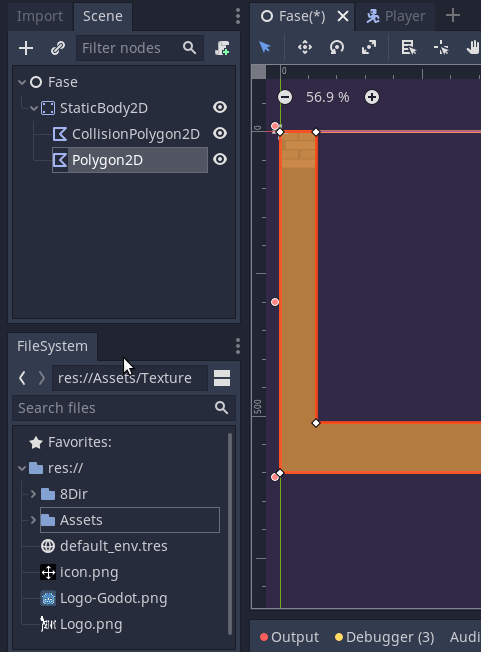 Import Scene
Filter nodes
Fase
StaticBody2D
CollisionPolygon2D
Polygon2D
FileSystem
res://Assets/Texture
Search files
Favorites:
res://
8Dir
Assets
default_env.tres
icon.png
Logo-Godot.png
Logo.png
Fase(*) Player
0
56.9 %
0
500
Output Debugger (3) Audi